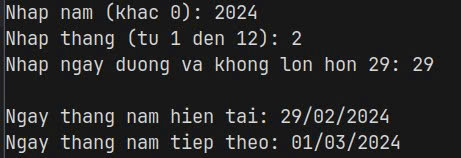 Nhap nam (khac 0): 2024
Nhap thang (tu 1 den 12): 2
Nhap ngay duong va khong lon hon 29: 29
Ngay thang nam hien tai: 29/02/2024
Ngay thang nam tiep theo: 01/03/2024